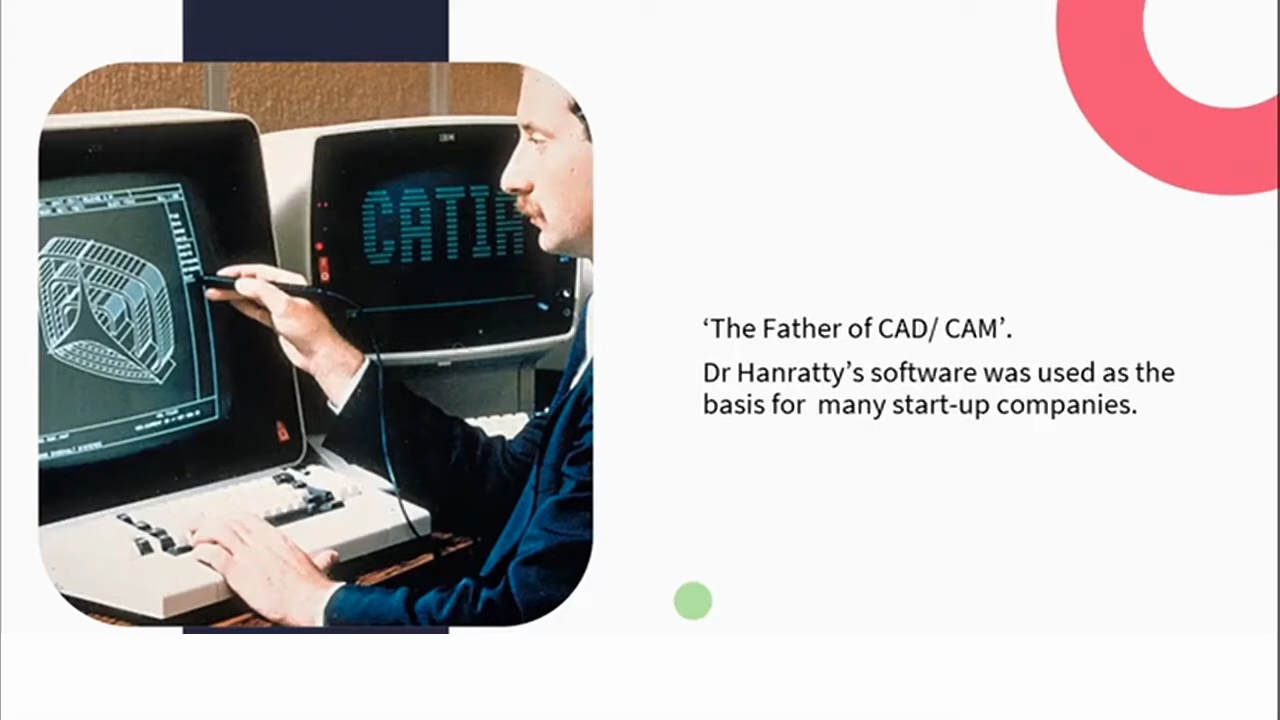 IBM
CATIA
‘The Father of CAD/ CAM’.
Dr Hanratty’s software was used as the
basis for  many start-up companies.